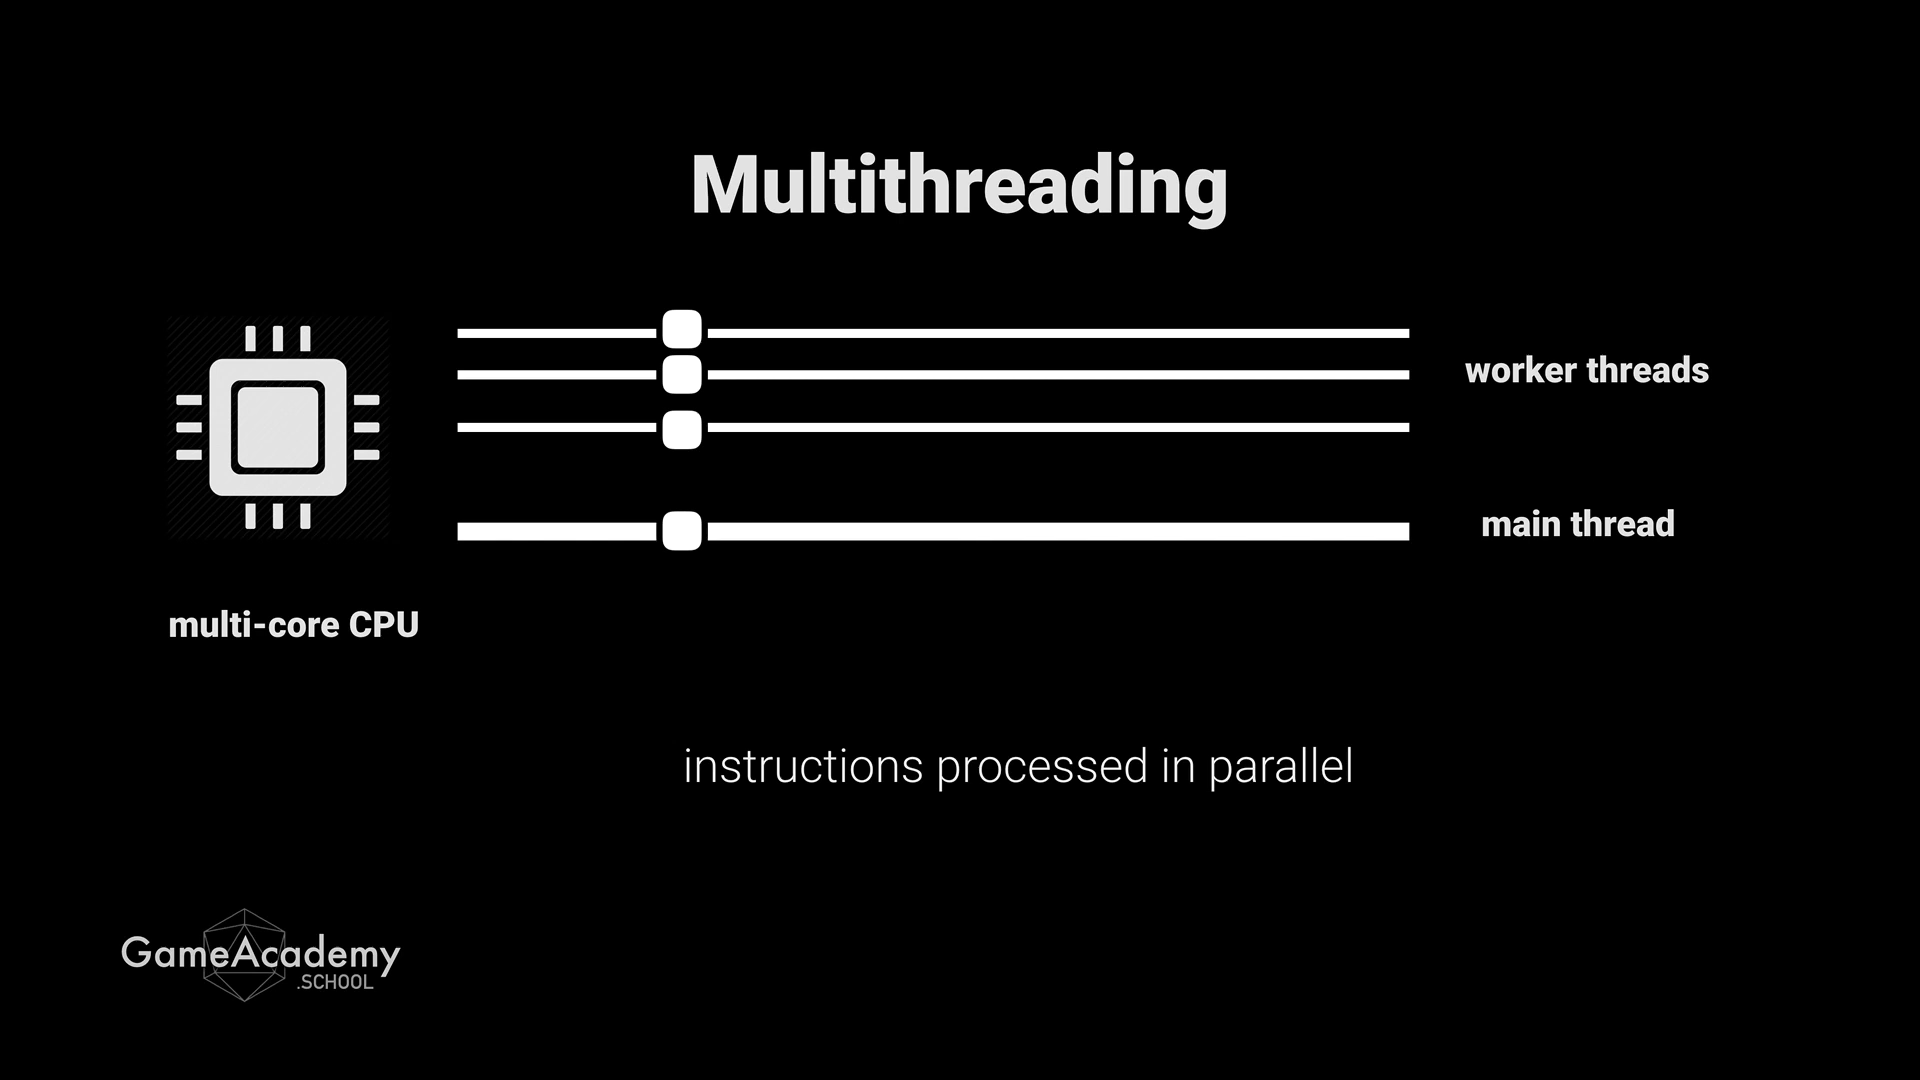 Multithreading
worker threads
main thread
multi-core CPU
instructions processed in parallel
GameAcademy
.SCHOOL